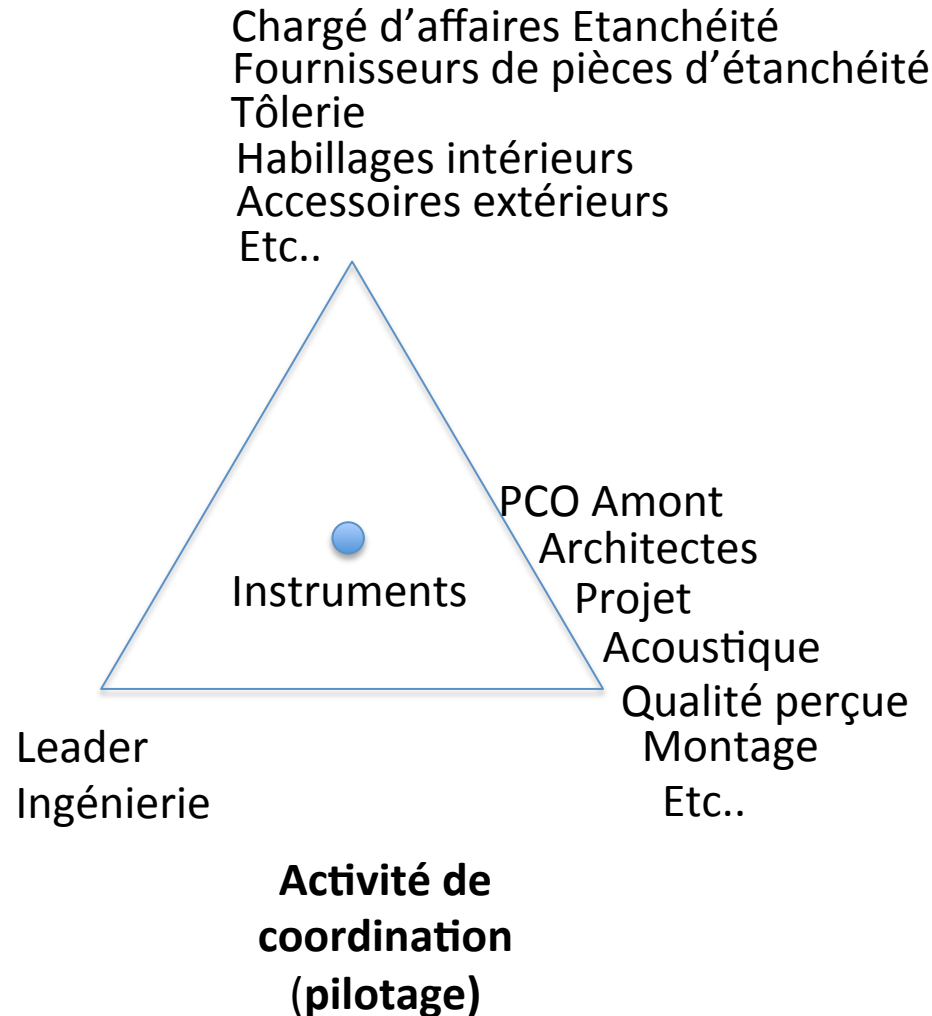 Chargé d’affaires Etanchéité
Fournisseurs de pièces d’étanchéité
Tôlerie
Habillages intérieurs
Accessoires extérieurs
Etc..
PCO Amont
Architectes
Instruments
Projet
Acoustique
Qualité perçue
Leader
Montage
Ingénierie
Etc..
Activité de
coordination
(pilotage)